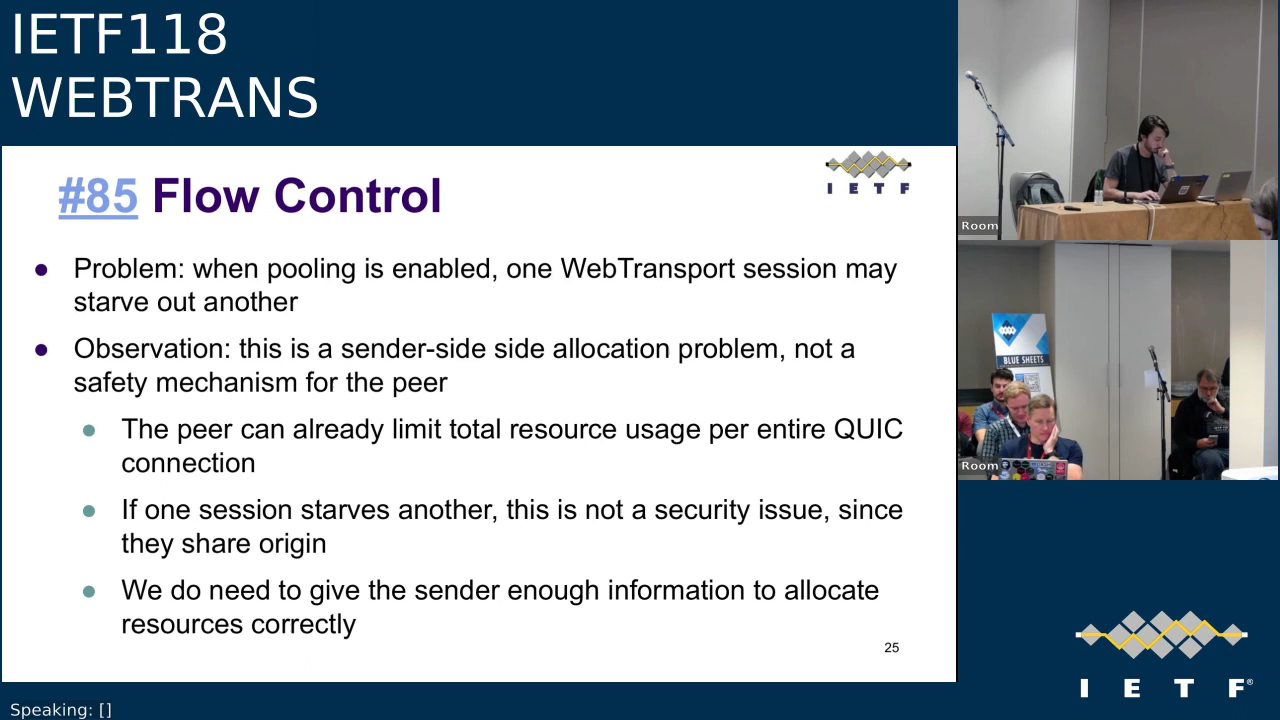 IETF118
WEBTRANS
#85 Flow Control
I E T F
● Problem: when pooling is enabled, one WebTransport session may
starve out another
● Observation: this is a sender-side side allocation problem, not a
safety mechanism for the peer
● The peer can already limit total resource usage per entire QUIC
connection
● If one session starves another, this is not a security issue, since
they share origin
● We do need to give the sender enough information to allocate
resources correctly
25
Room
BLUE SHEETS
Room
I E T F®
Speaking: []